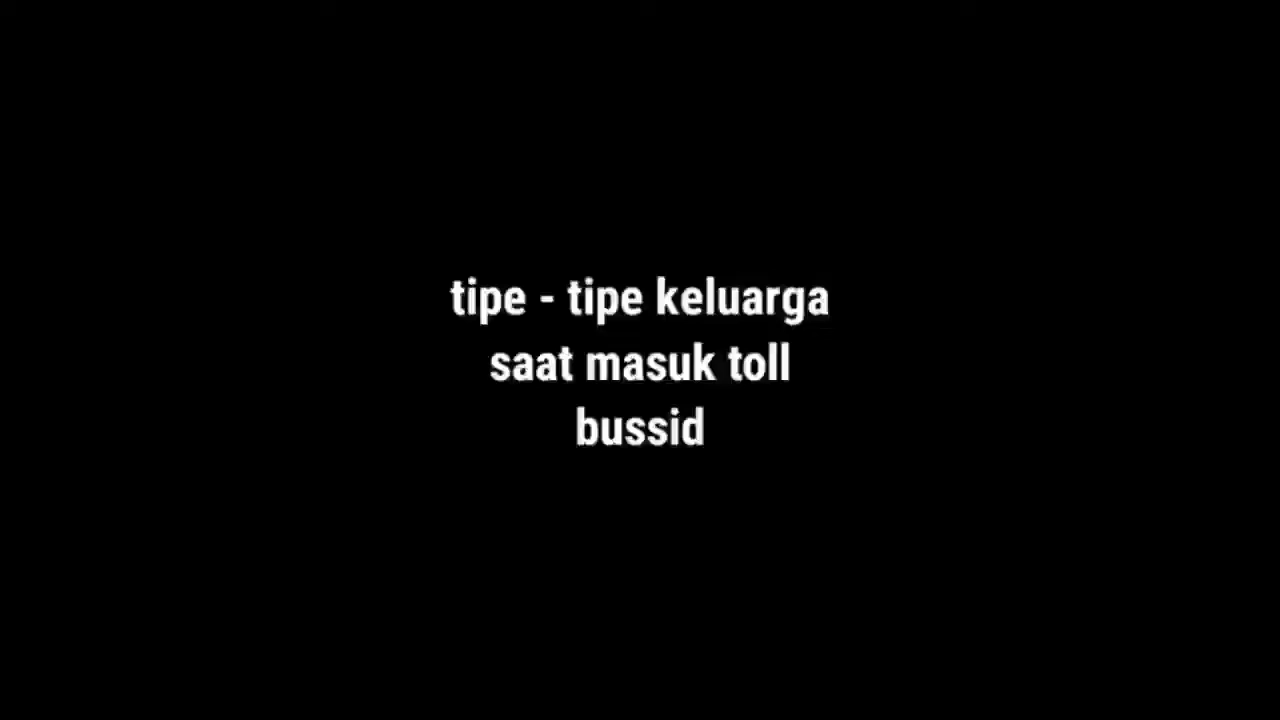 tipe - tipe keluarga
saat masuk toll
bussid